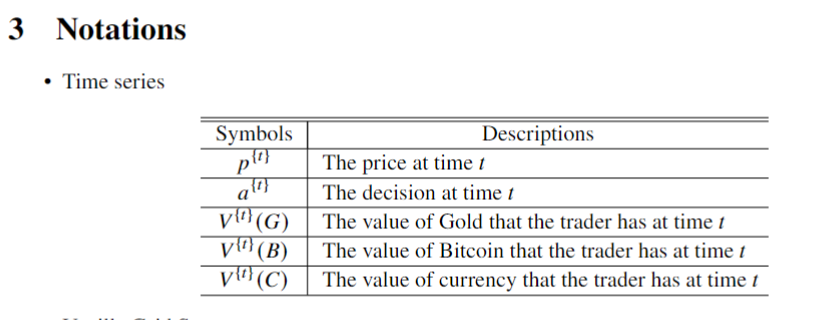 3 Notations
• Time series
Symbols Descriptions
p^{t} The price at time t
a^{t} The decision at time t
V^{t}(G) The value of Gold that the trader has at time t
V^{t}(B) The value of Bitcoin that the trader has at time t
V^{t}(C) The value of currency that the trader has at time t